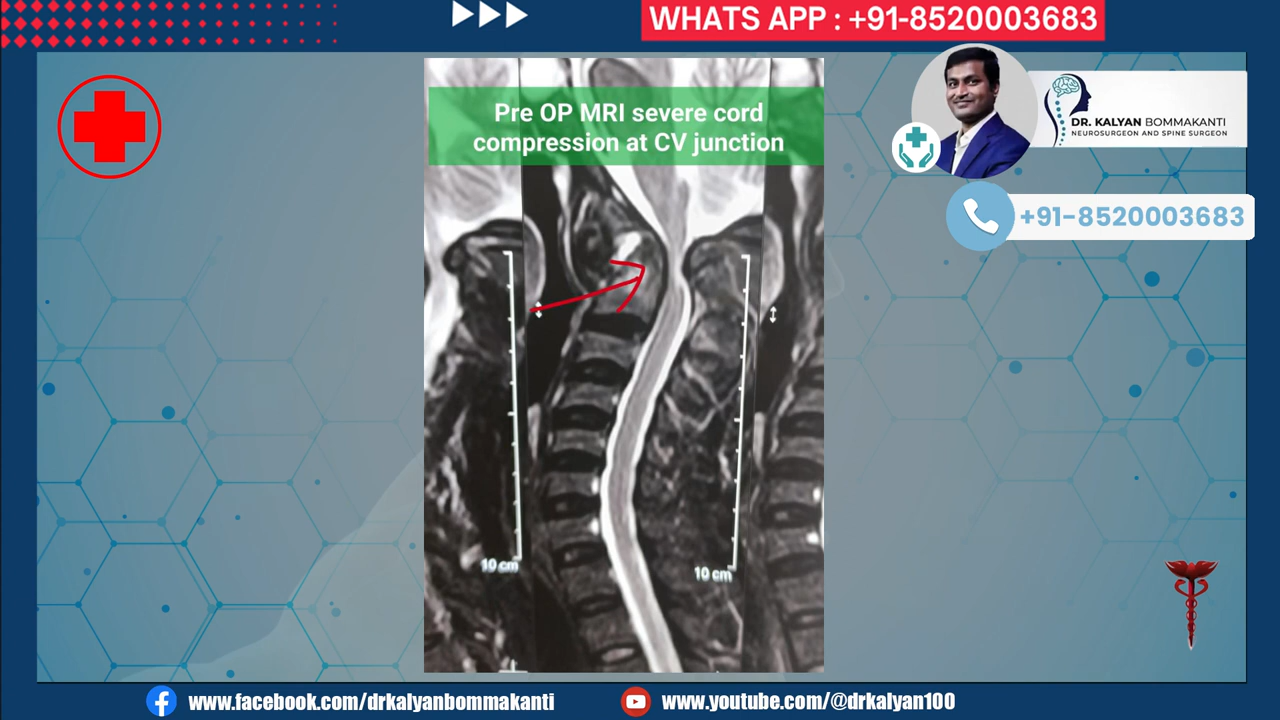 WHATS APP : +91-8520003683
Pre OP MRI severe cord
compression at CV junction
DR. KALYAN BOMMAKANTI
NEUROSURGEON AND SPINE SURGEON
+91-8520003683
10 cm
10 cm
www.facebook.com/drkalyanbommakanti
www.youtube.com/@drkalyan100